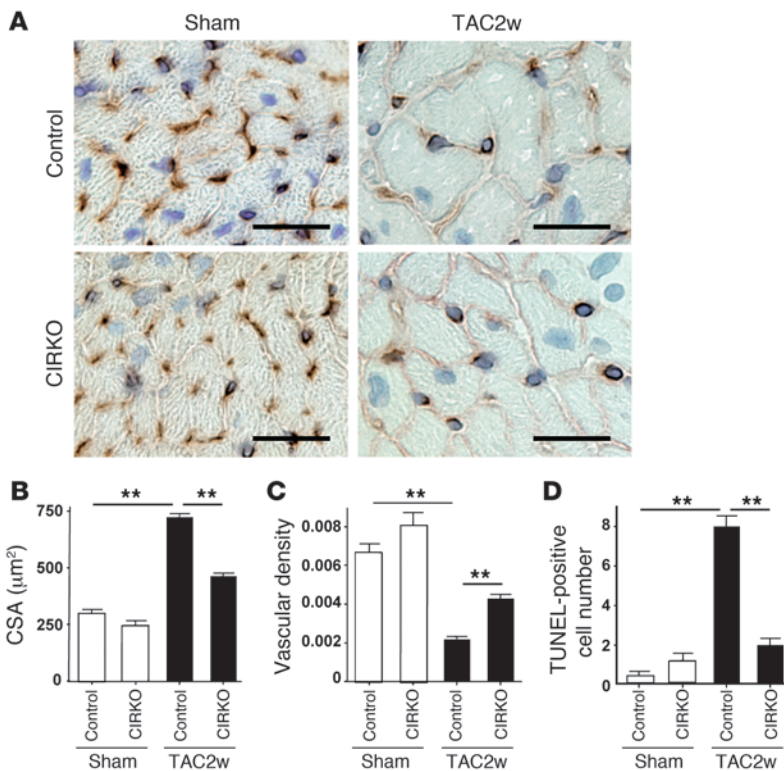 A
Sham
TAC2w
Control
CIRKO
B
**
**
750
500
250
0
CSA (μm²)
Control
CIRKO
Control
CIRKO
Sham
TAC2w
C
**
**
0.008
0.006
0.004
0.002
0
Vascular density
Control
CIRKO
Control
CIRKO
Sham
TAC2w
D
**
**
8
6
4
2
0
TUNEL-positive
cell number
Control
CIRKO
Control
CIRKO
Sham
TAC2w